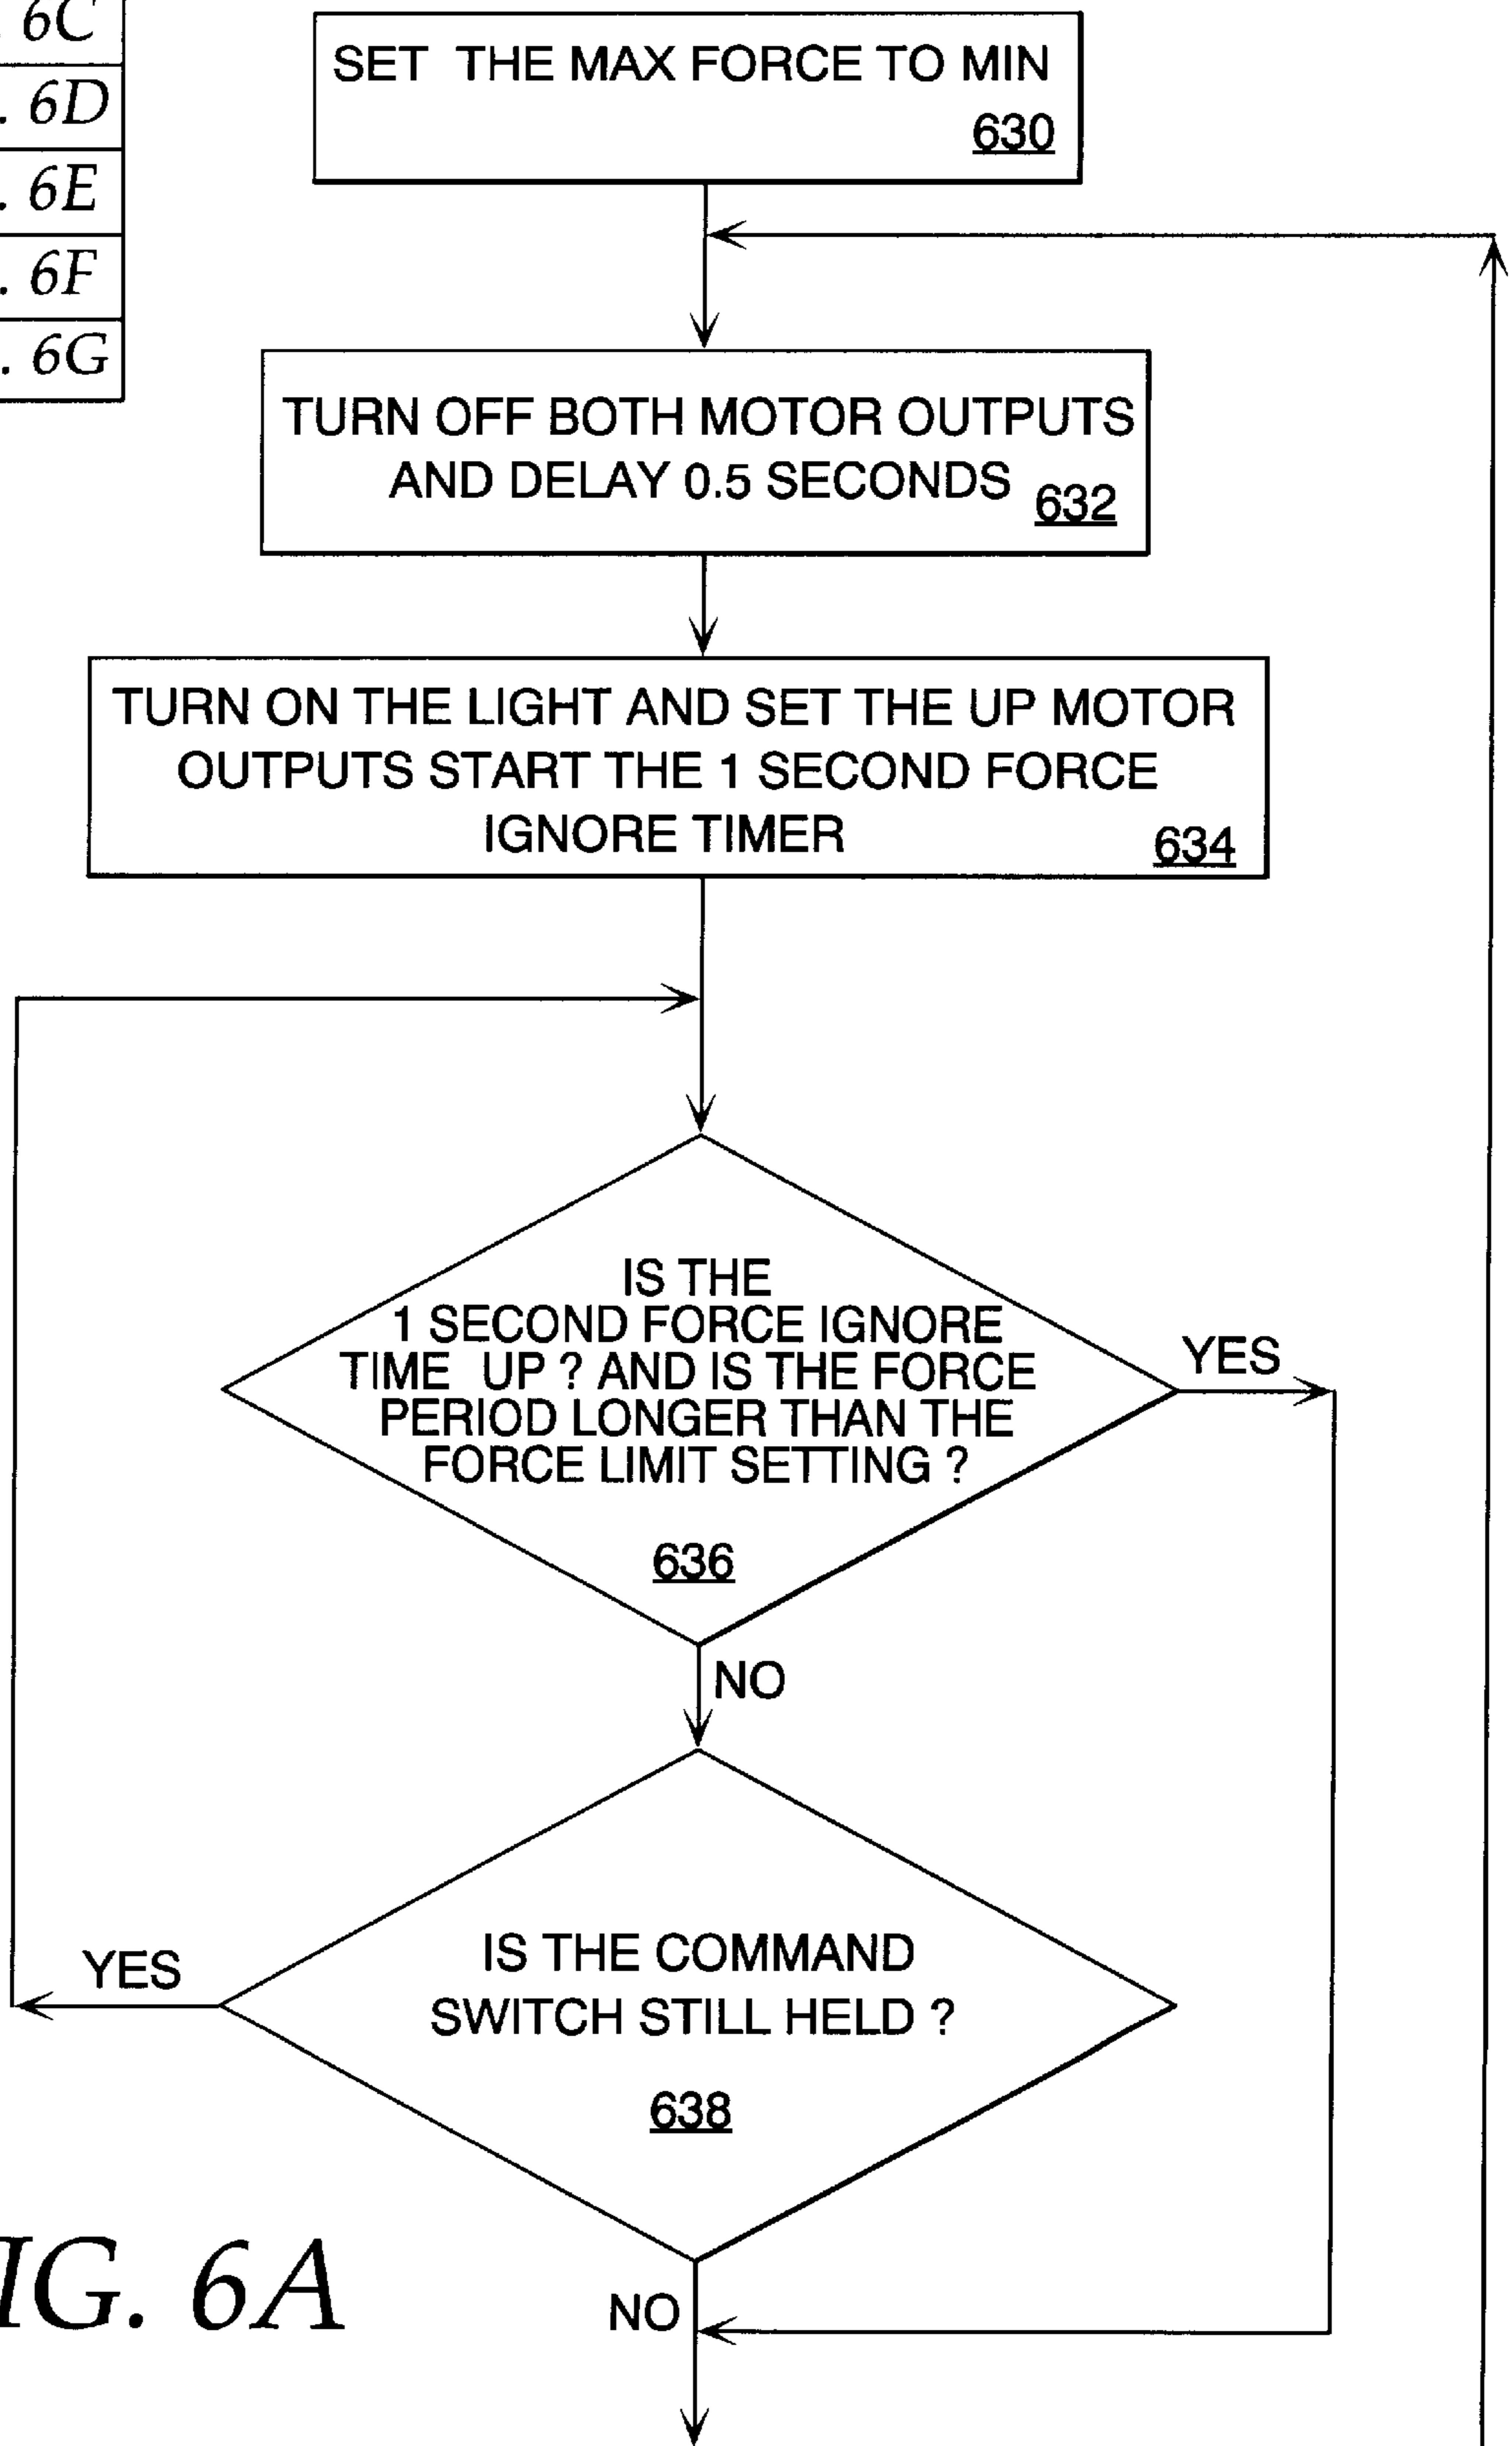 6C
. 6D
. 6E
. 6F
. 6G
SET THE MAX FORCE TO MIN
630
TURN OFF BOTH MOTOR OUTPUTS
AND DELAY 0.5 SECONDS
632
TURN ON THE LIGHT AND SET THE UP MOTOR
OUTPUTS START THE 1 SECOND FORCE
IGNORE TIMER
634
IS THE
1 SECOND FORCE IGNORE
TIME UP ? AND IS THE FORCE
PERIOD LONGER THAN THE
FORCE LIMIT SETTING ?
636
YES
NO
IS THE COMMAND
SWITCH STILL HELD ?
638
YES
NO
IG. 6A